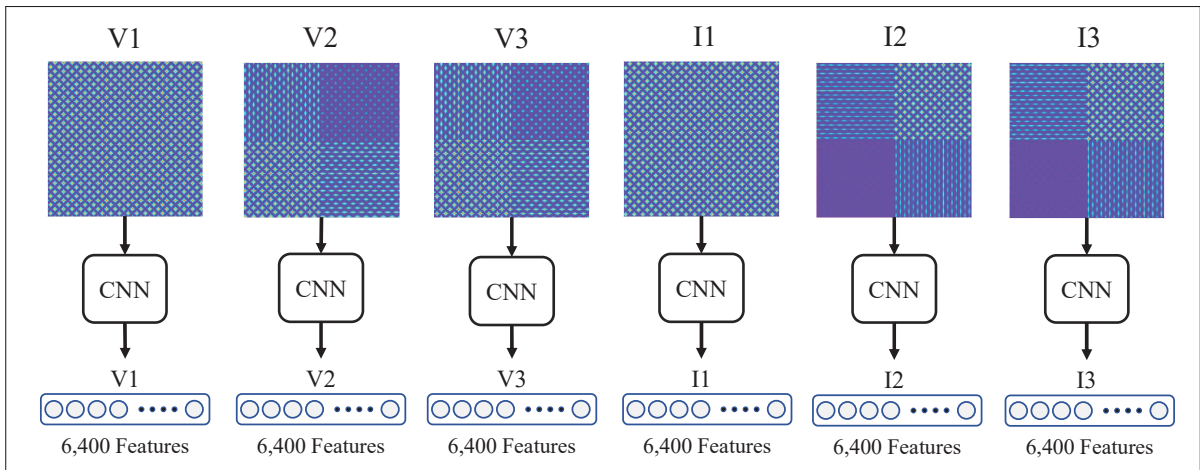 V1 V2 V3 I1 I2 I3
CNN CNN CNN CNN CNN CNN
V1 V2 V3 I1 I2 I3
6,400 Features 6,400 Features 6,400 Features 6,400 Features 6,400 Features 6,400 Features